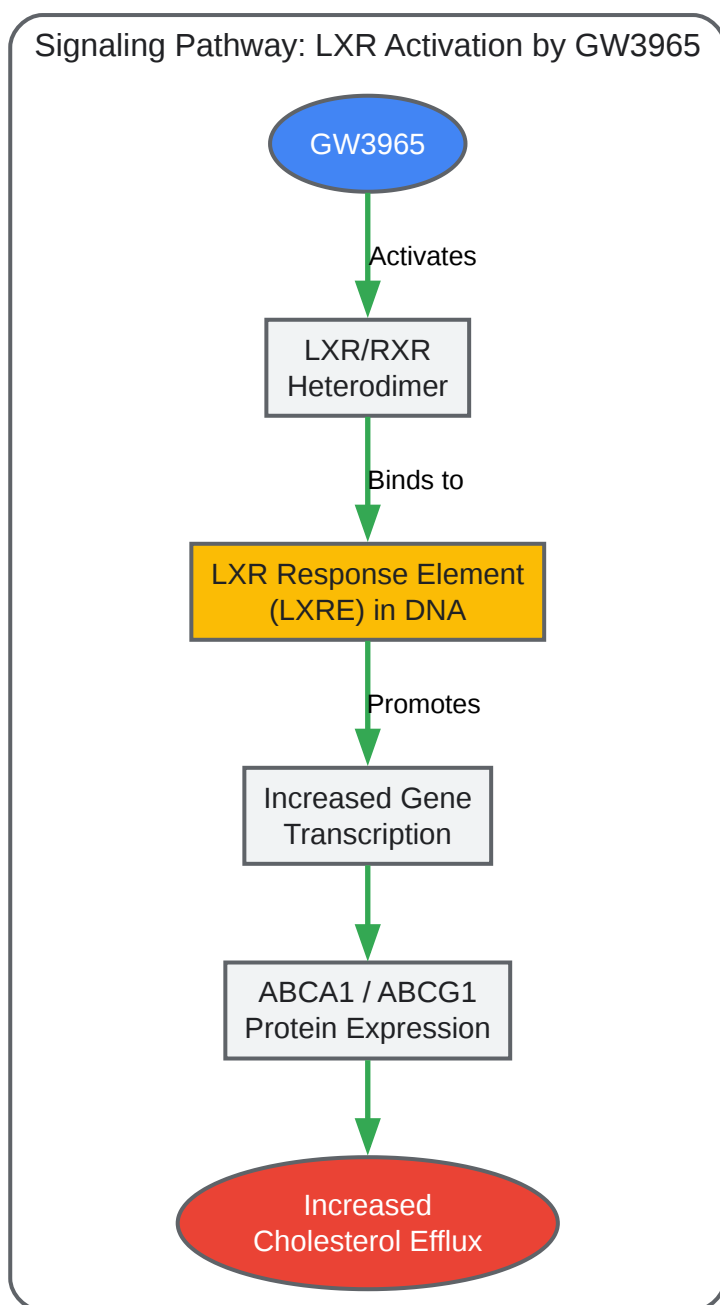 Signaling Pathway: LXR Activation by GW3965
GW3965
Activates
LXR/RXR
Heterodimer
Binds to
LXR Response Element
(LXRE) in DNA
Promotes
Increased Gene
Transcription
ABCA1 / ABCG1
Protein Expression
Increased
Cholesterol Efflux